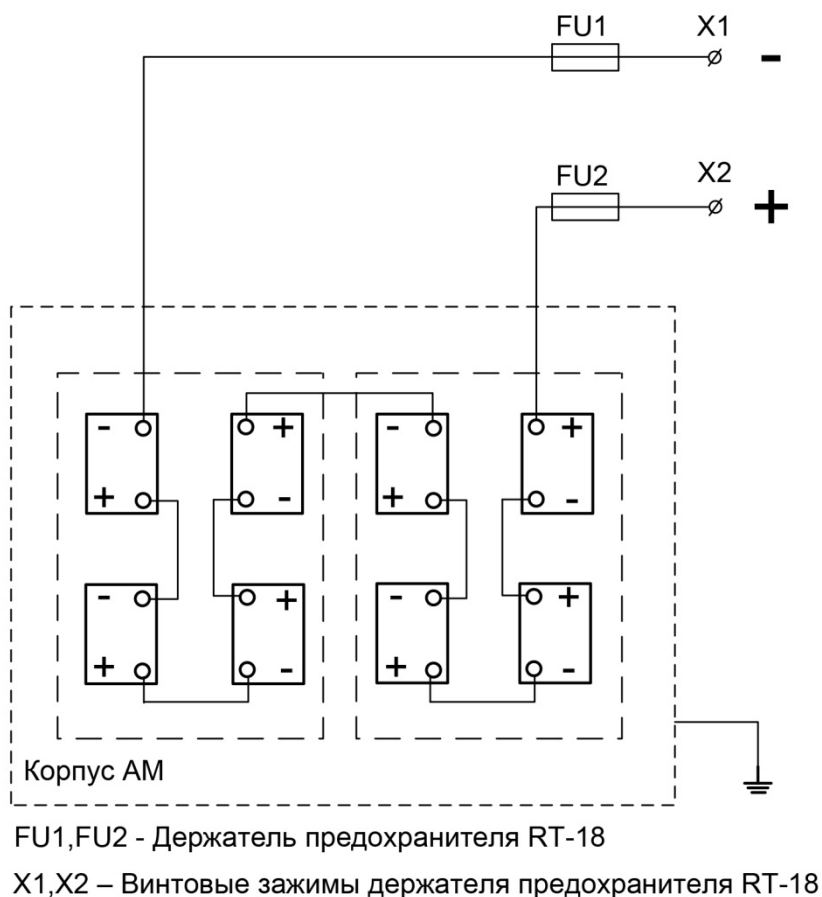 FU1 X1
-
FU2 X2
+
- + - +
+ - + -
- + - +
+ - + -
Корпус АМ
FU1,FU2 - Держатель предохранителя RT-18
X1,X2 – Винтовые зажимы держателя предохранителя RT-18